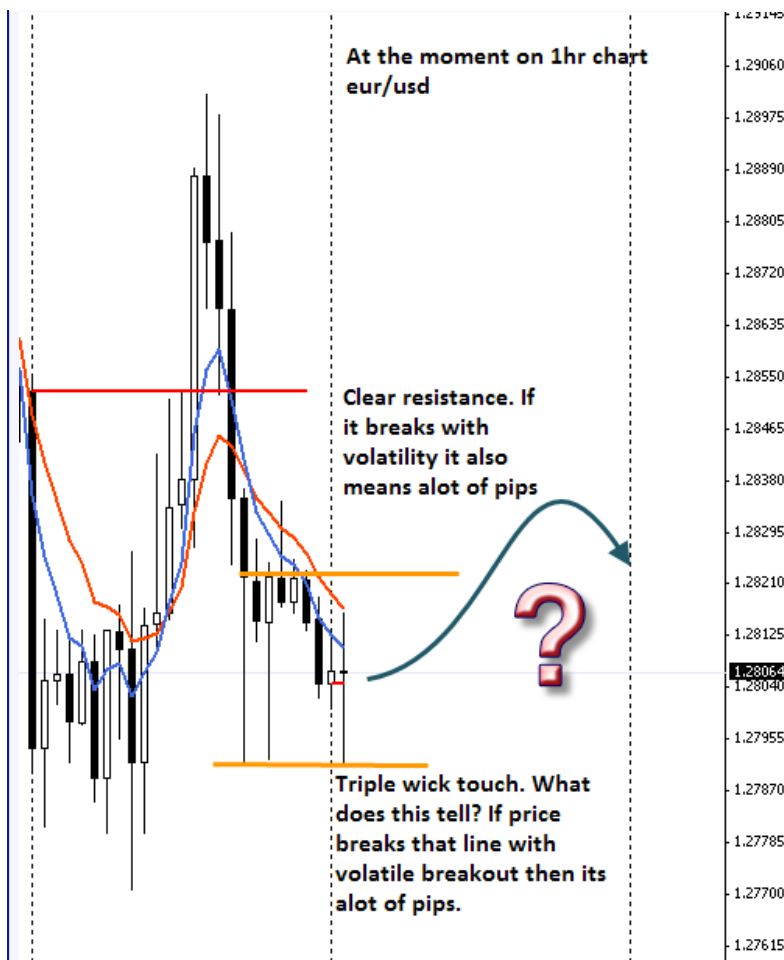 1.29145
At the moment on 1hr chart
eur/usd
1.29060
1.28975
1.28890
1.28805
1.28720
1.28635
1.28550
Clear resistance. If
it breaks with
volatility it also
means alot of pips
1.28465
1.28380
1.28295
1.28210
?
1.28125
1.28064
1.28040
1.27955
Triple wick touch. What
does this tell? If price
breaks that line with
volatile breakout then its
alot of pips.
1.27870
1.27785
1.27700
1.27615